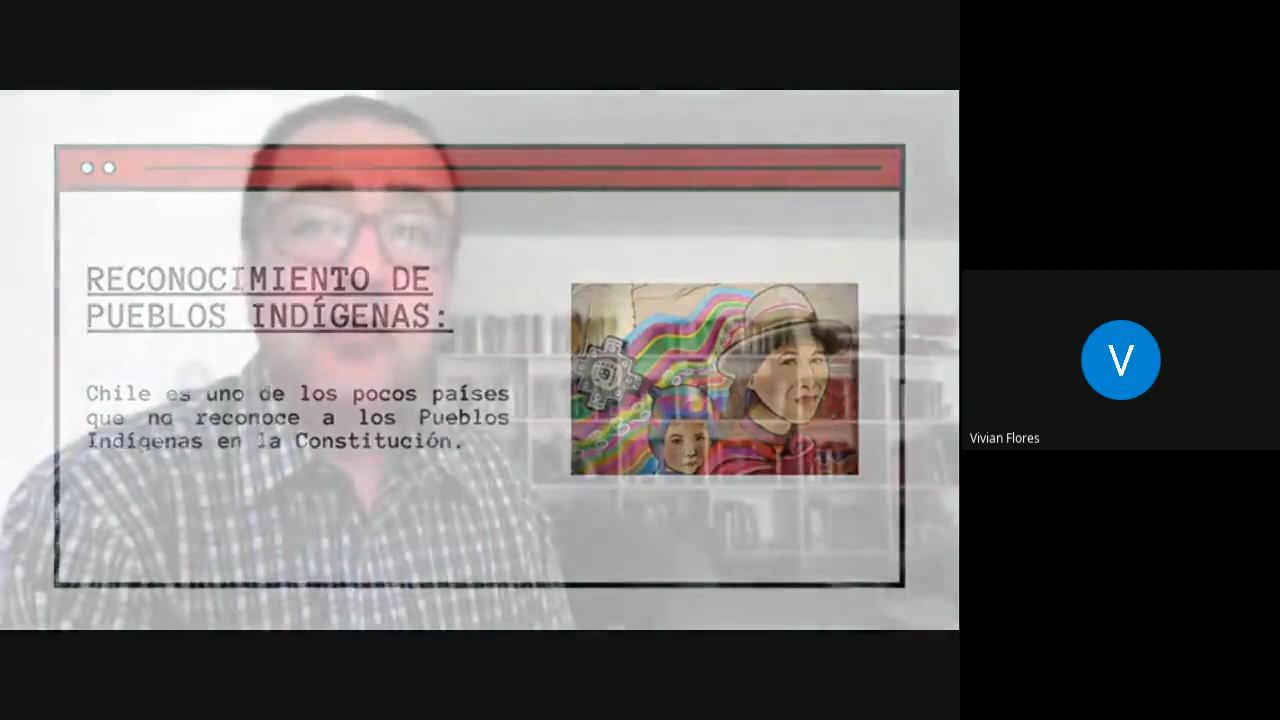 RECONOCIMIENTO DE
PUEBLOS INDÍGENAS:
Chile es uno de los pocos países
que no reconoce a los Pueblos
Indígenas en la Constitución.
V
Vivian Flores